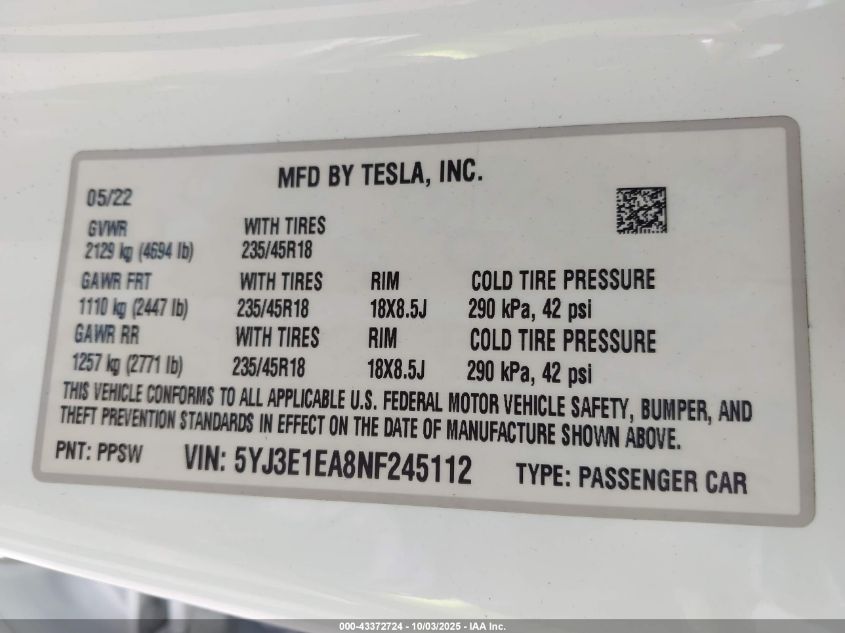 MFD BY TESLA, INC.
05/22
GVWR WITH TIRES
2129 kg (4694 lb) 235/45R18
GAWR FRT WITH TIRES RIM COLD TIRE PRESSURE
1110 kg (2447 lb) 235/45R18 18X8.5J 290 kPa, 42 psi
GAWR RR WITH TIRES RIM COLD TIRE PRESSURE
1257 kg (2771 lb) 235/45R18 18X8.5J 290 kPa, 42 psi
THIS VEHICLE CONFORMS TO ALL APPLICABLE U.S. FEDERAL MOTOR VEHICLE SAFETY, BUMPER, AND
THEFT PREVENTION STANDARDS IN EFFECT ON THE DATE OF MANUFACTURE SHOWN ABOVE.
PNT: PPSW VIN: 5YJ3E1EA8NF245112 TYPE: PASSENGER CAR
000-43372724 - 10/03/2025 - IAA Inc.